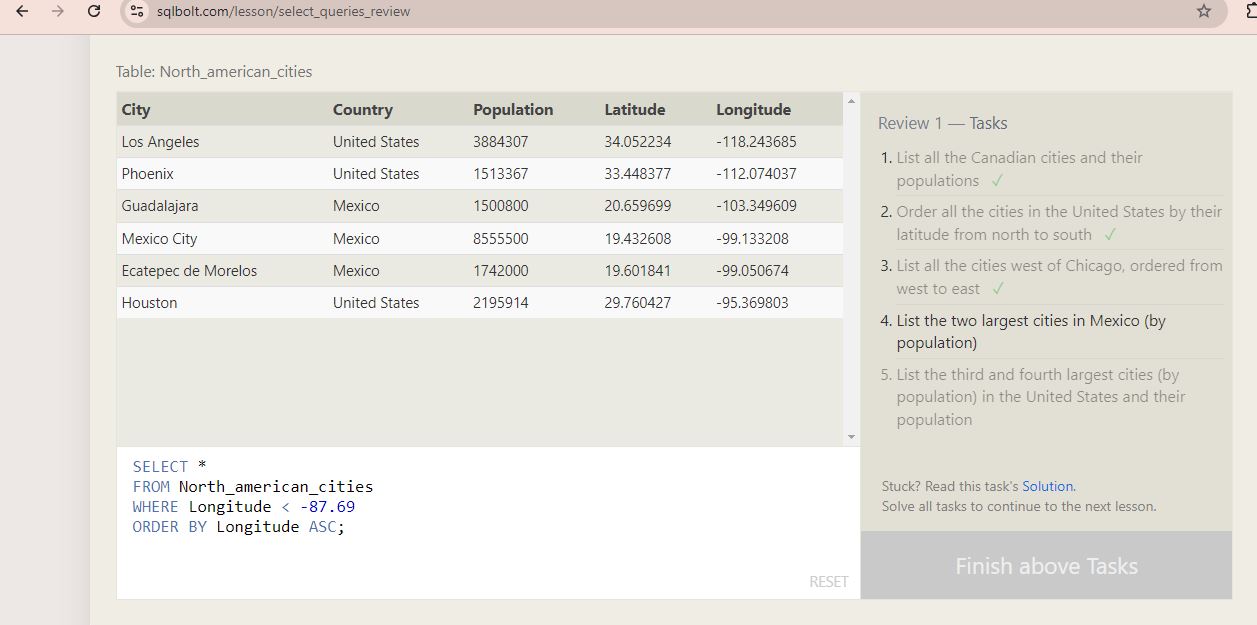 sqlbolt.com/lesson/select_queries_review
Table: North_american_cities
City Country Population Latitude Longitude
Los Angeles United States 3884307 34.052234 -118.243685
Phoenix United States 1513367 33.448377 -112.074037
Guadalajara Mexico 1500800 20.659699 -103.349609
Mexico City Mexico 8555500 19.432608 -99.133208
Ecatepec de Morelos Mexico 1742000 19.601841 -99.050674
Houston United States 2195914 29.760427 -95.369803
SELECT *
FROM North_american_cities
WHERE Longitude < -87.69
ORDER BY Longitude ASC;
RESET
Review 1 — Tasks
1. List all the Canadian cities and their
populations ✓
2. Order all the cities in the United States by their
latitude from north to south ✓
3. List all the cities west of Chicago, ordered from
west to east ✓
4. List the two largest cities in Mexico (by
population)
5. List the third and fourth largest cities (by
population) in the United States and their
population
Stuck? Read this task's Solution.
Solve all tasks to continue to the next lesson.
Finish above Tasks